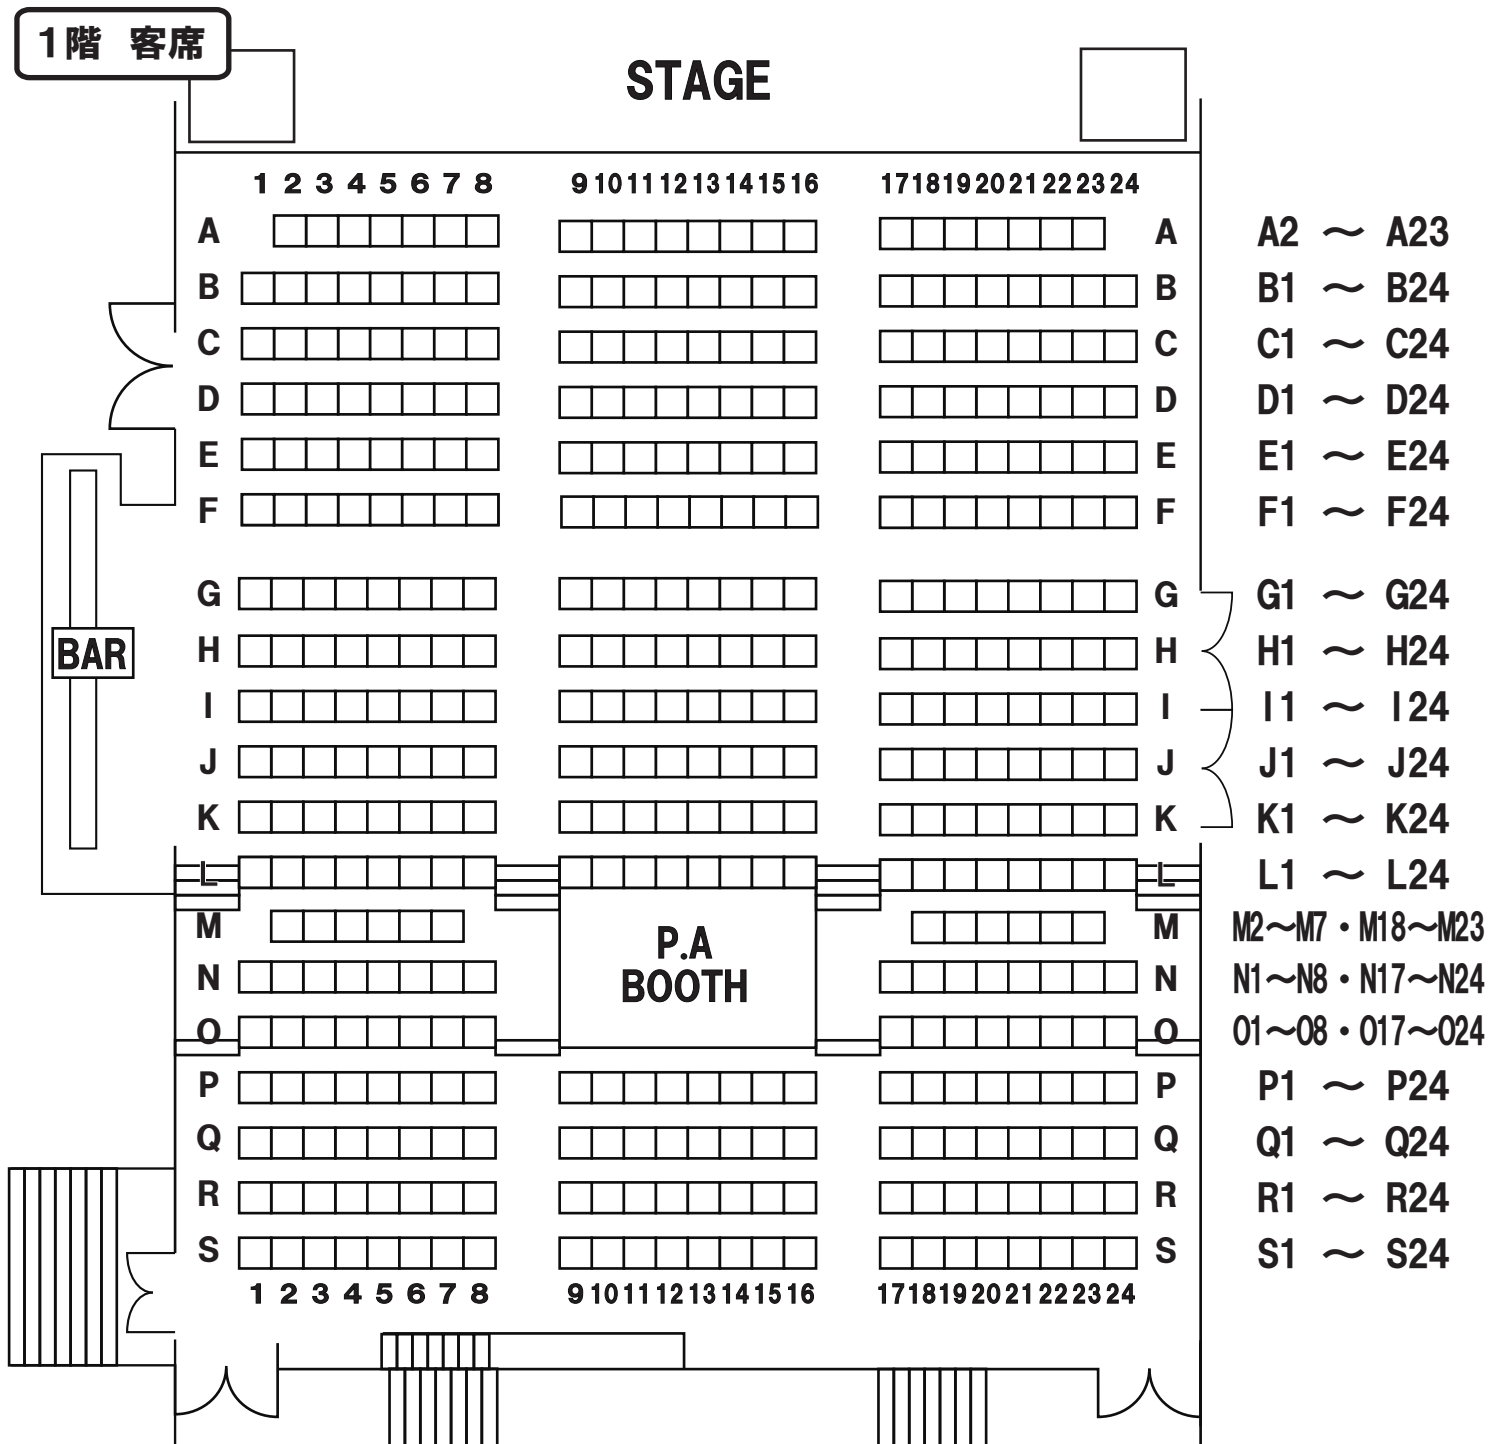 1階 客席
STAGE
1 2 3 4 5 6 7 8 9 10 11 12 13 14 15 16 17 18 19 20 21 22 23 24
A A A2 ～ A23
B B B1 ～ B24
C C C1 ～ C24
D D D1 ～ D24
E E E1 ～ E24
F F F1 ～ F24
G G G1 ～ G24
BAR
H H H1 ～ H24
I I I1 ～ I24
J J J1 ～ J24
K K K1 ～ K24
L L L1 ～ L24
M M M2～M7・M18～M23
P.A
BOOTH
N N N1～N8・N17～N24
O O O1～O8・O17～O24
P P P1 ～ P24
Q Q Q1 ～ Q24
R R R1 ～ R24
S S S1 ～ S24
1 2 3 4 5 6 7 8 9 10 11 12 13 14 15 16 17 18 19 20 21 22 23 24